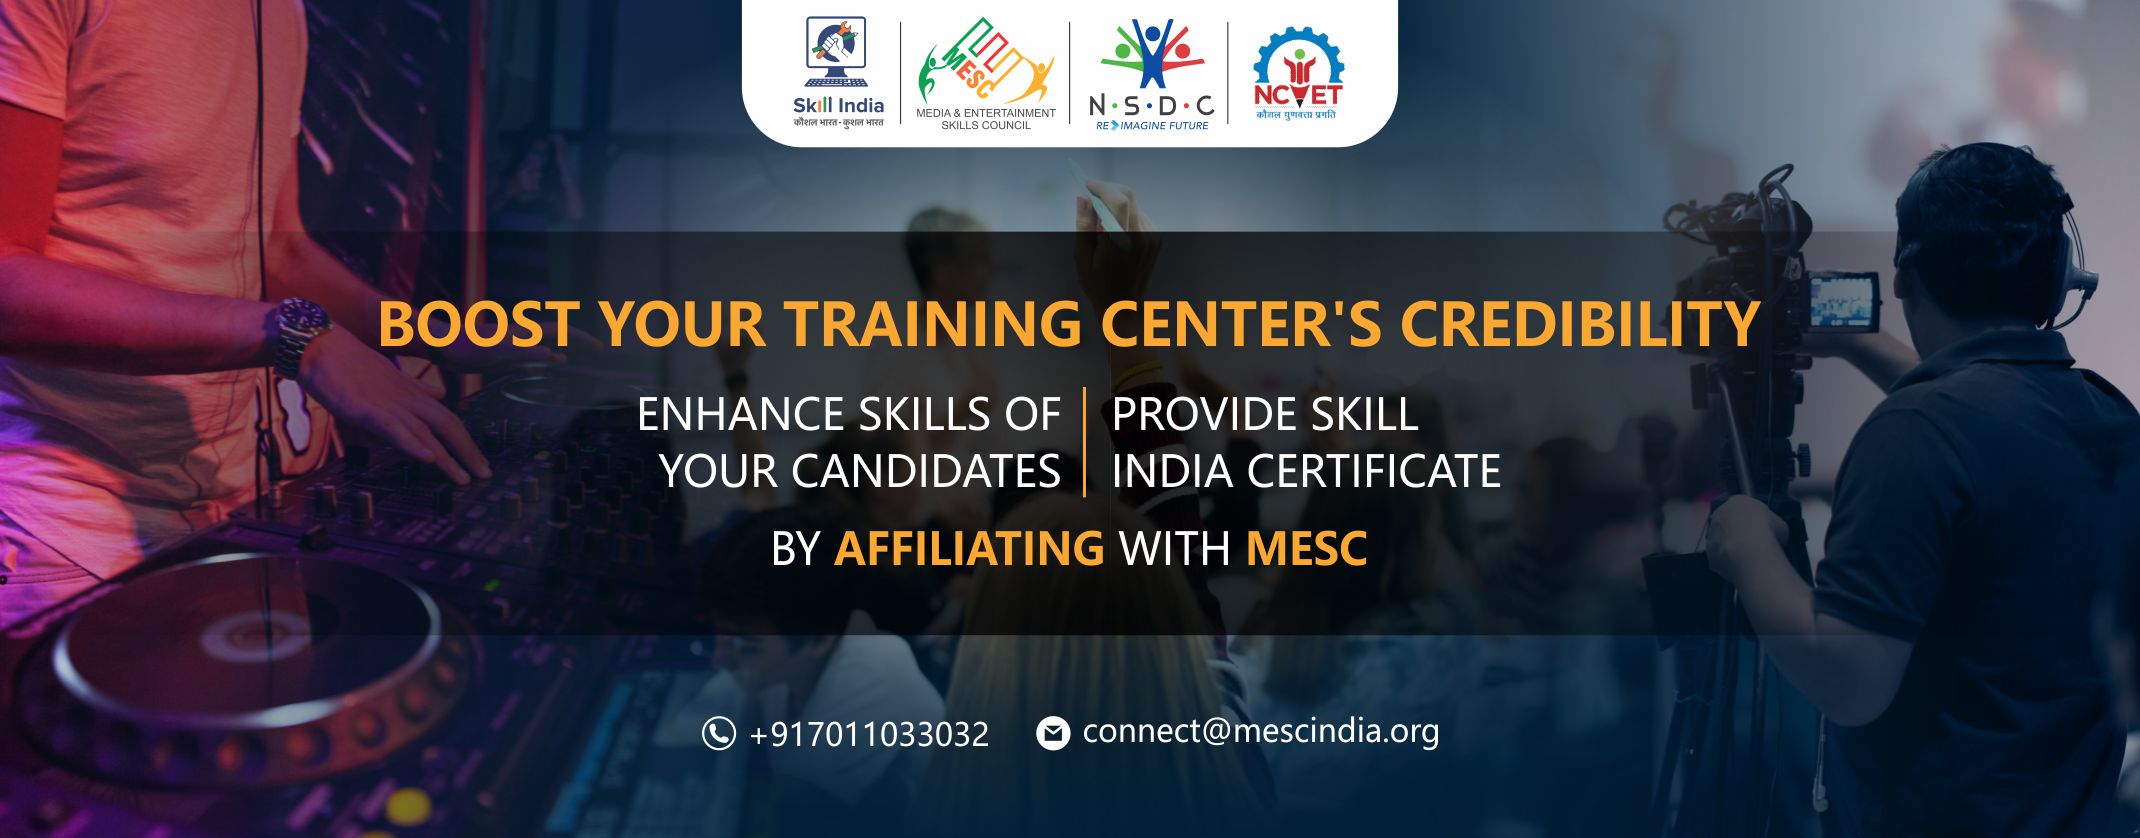 Skill India
कौशल भारत - कुशल भारत
MESC
MEDIA & ENTERTAINMENT
SKILLS COUNCIL
N·S·D·C
RE IMAGINE FUTURE
NCVET
कौशल गुणवत्ता प्रगति
BOOST YOUR TRAINING CENTER'S CREDIBILITY
ENHANCE SKILLS OF
YOUR CANDIDATES
PROVIDE SKILL
INDIA CERTIFICATE
BY AFFILIATING WITH MESC
+917011033032
connect@mescindia.org